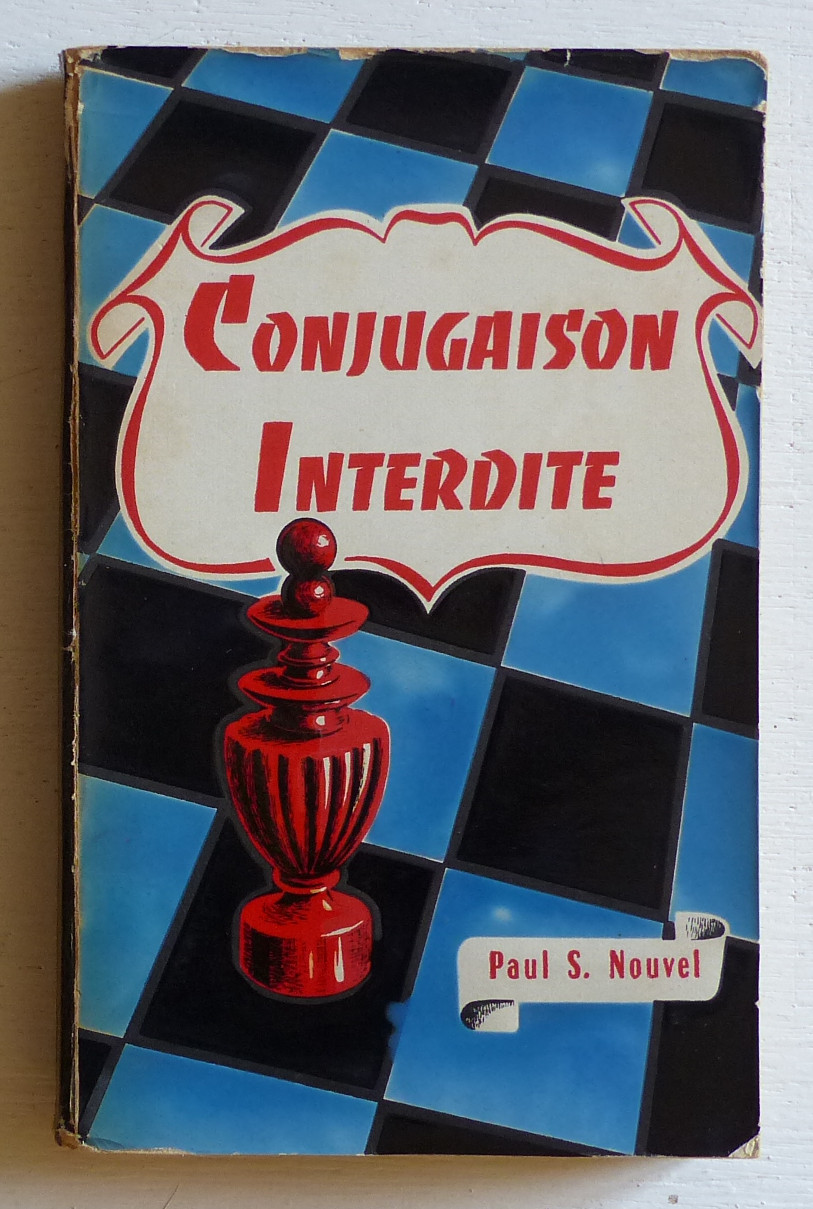 Conjugaison
Interdite
Paul S. Nouvel